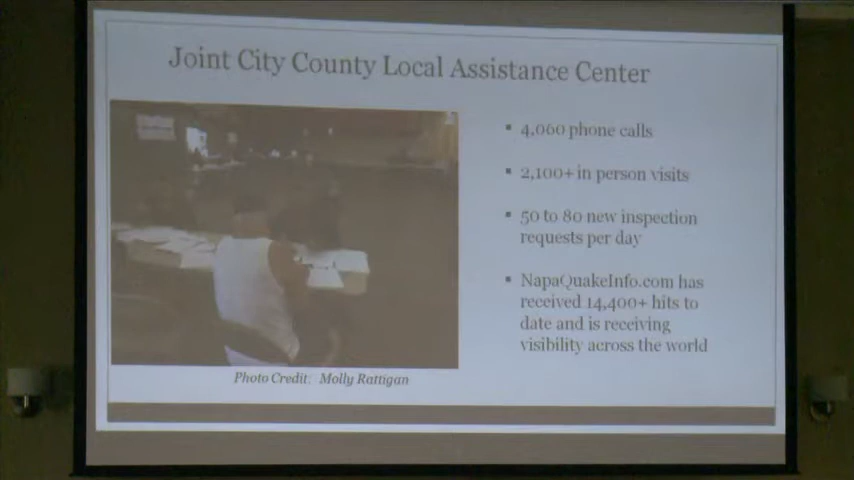 Joint City County Local Assistance Center
▪ 4,060 phone calls
▪ 2,100+ in person visits
▪ 50 to 80 new inspection
requests per day
▪ NapaQuakeInfo.com has
received 14,400+ hits to
date and is receiving
visibility across the world
Photo Credit: Molly Rattigan